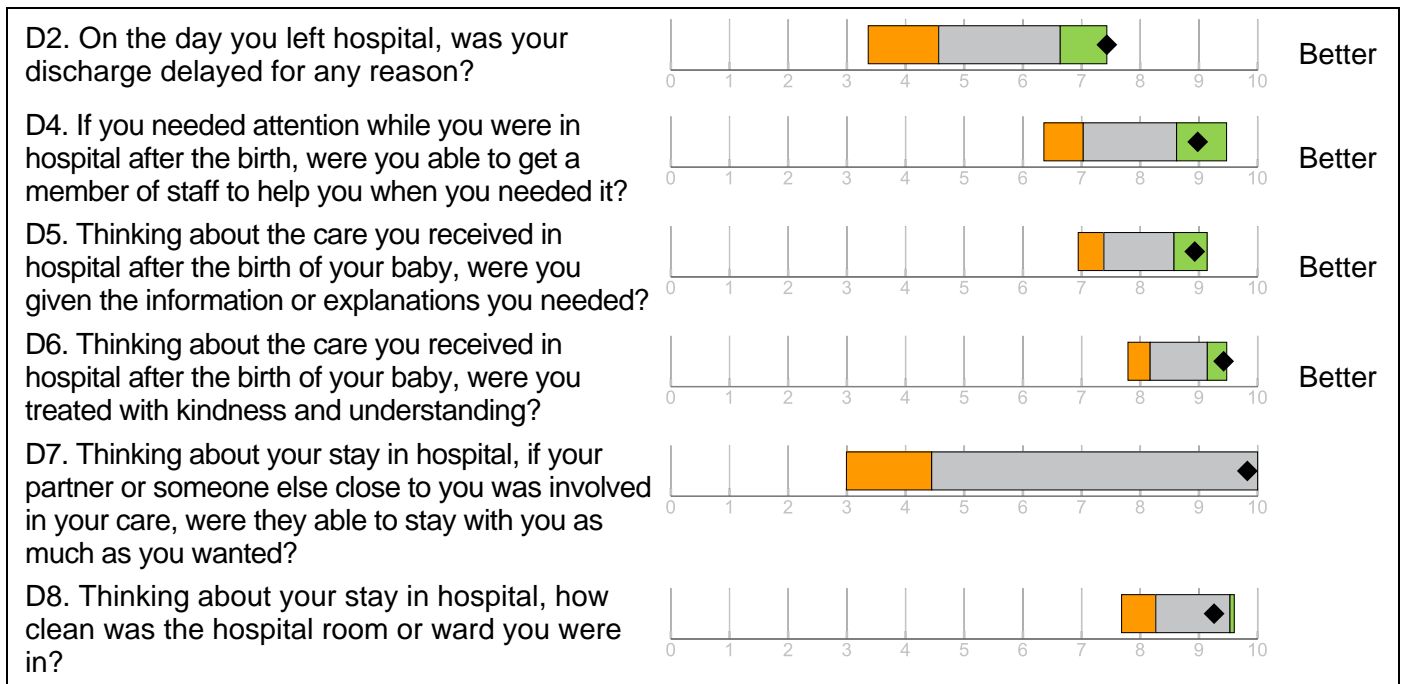 D2. On the day you left hospital, was your
discharge delayed for any reason?
0 1 2 3 4 5 6 7 8 9 10
Better
D4. If you needed attention while you were in
hospital after the birth, were you able to get a
member of staff to help you when you needed it?
0 1 2 3 4 5 6 7 8 9 10
Better
D5. Thinking about the care you received in
hospital after the birth of your baby, were you
given the information or explanations you needed?
0 1 2 3 4 5 6 7 8 9 10
Better
D6. Thinking about the care you received in
hospital after the birth of your baby, were you
treated with kindness and understanding?
0 1 2 3 4 5 6 7 8 9 10
Better
D7. Thinking about your stay in hospital, if your
partner or someone else close to you was involved
in your care, were they able to stay with you as
much as you wanted?
0 1 2 3 4 5 6 7 8 9 10
D8. Thinking about your stay in hospital, how
clean was the hospital room or ward you were
in?
0 1 2 3 4 5 6 7 8 9 10